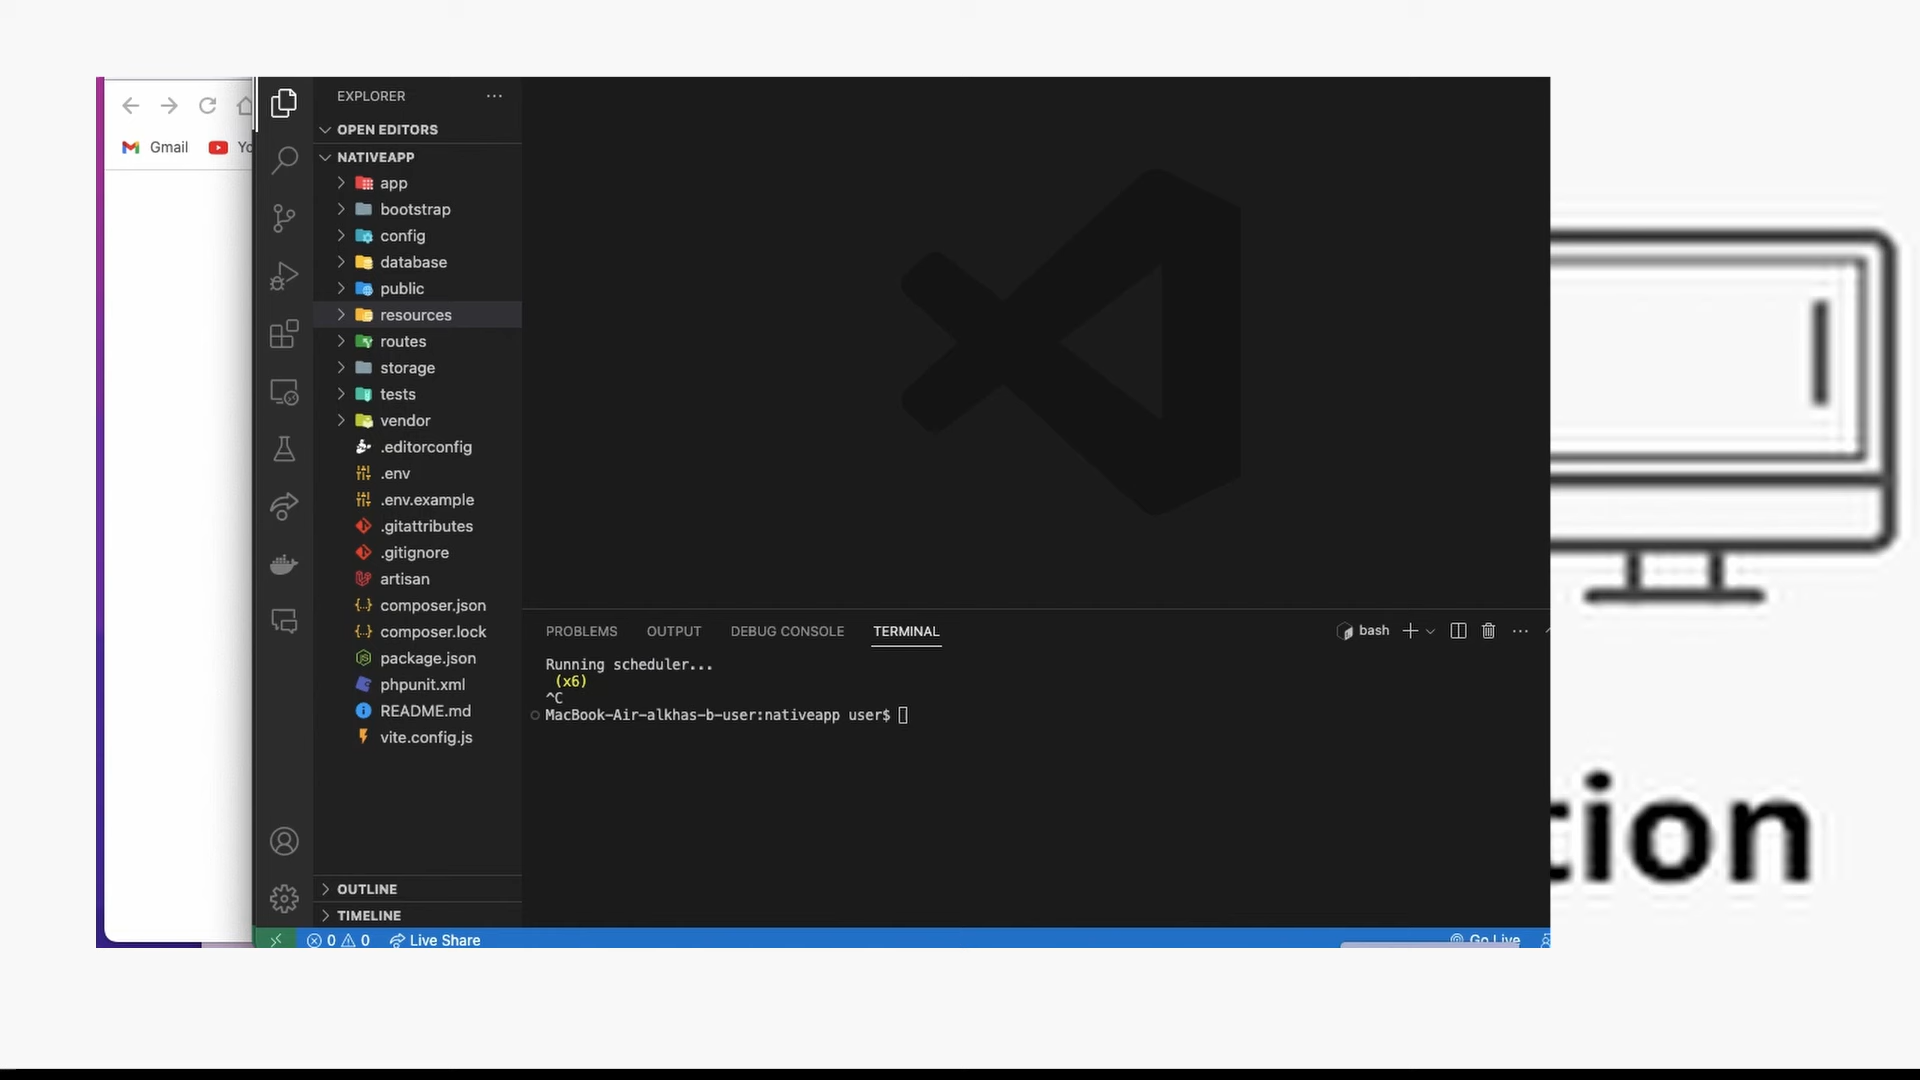 Gmail
Yo
EXPLORER
OPEN EDITORS
NATIVEAPP
app
bootstrap
config
database
public
resources
routes
storage
tests
vendor
.editorconfig
.env
.env.example
.gitattributes
.gitignore
artisan
composer.json
composer.lock
package.json
phpunit.xml
README.md
vite.config.js
OUTLINE
TIMELINE
PROBLEMS OUTPUT DEBUG CONSOLE TERMINAL
bash
Running scheduler...
(x6)
^C
MacBook-Air-alkhas-b-user:nativeapp user$
0 0 Live Share
Go Live
tion